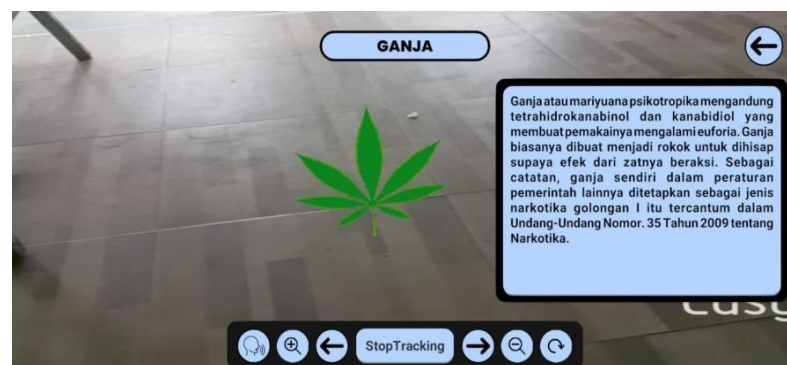 GANJA
Ganja atau mariyuana psikotropika mengandung
tetrahidrokanabinol dan kanabidiol yang
membuat pemakainya mengalami euforia. Ganja
biasanya dibuat menjadi rokok untuk dihisap
supaya efek dari zatnya beraksi. Sebagai
catatan, ganja sendiri dalam peraturan
pemerintah lainnya ditetapkan sebagai jenis
narkotika golongan I itu tercantum dalam
Undang-Undang Nomor. 35 Tahun 2009 tentang
Narkotika.
StopTracking